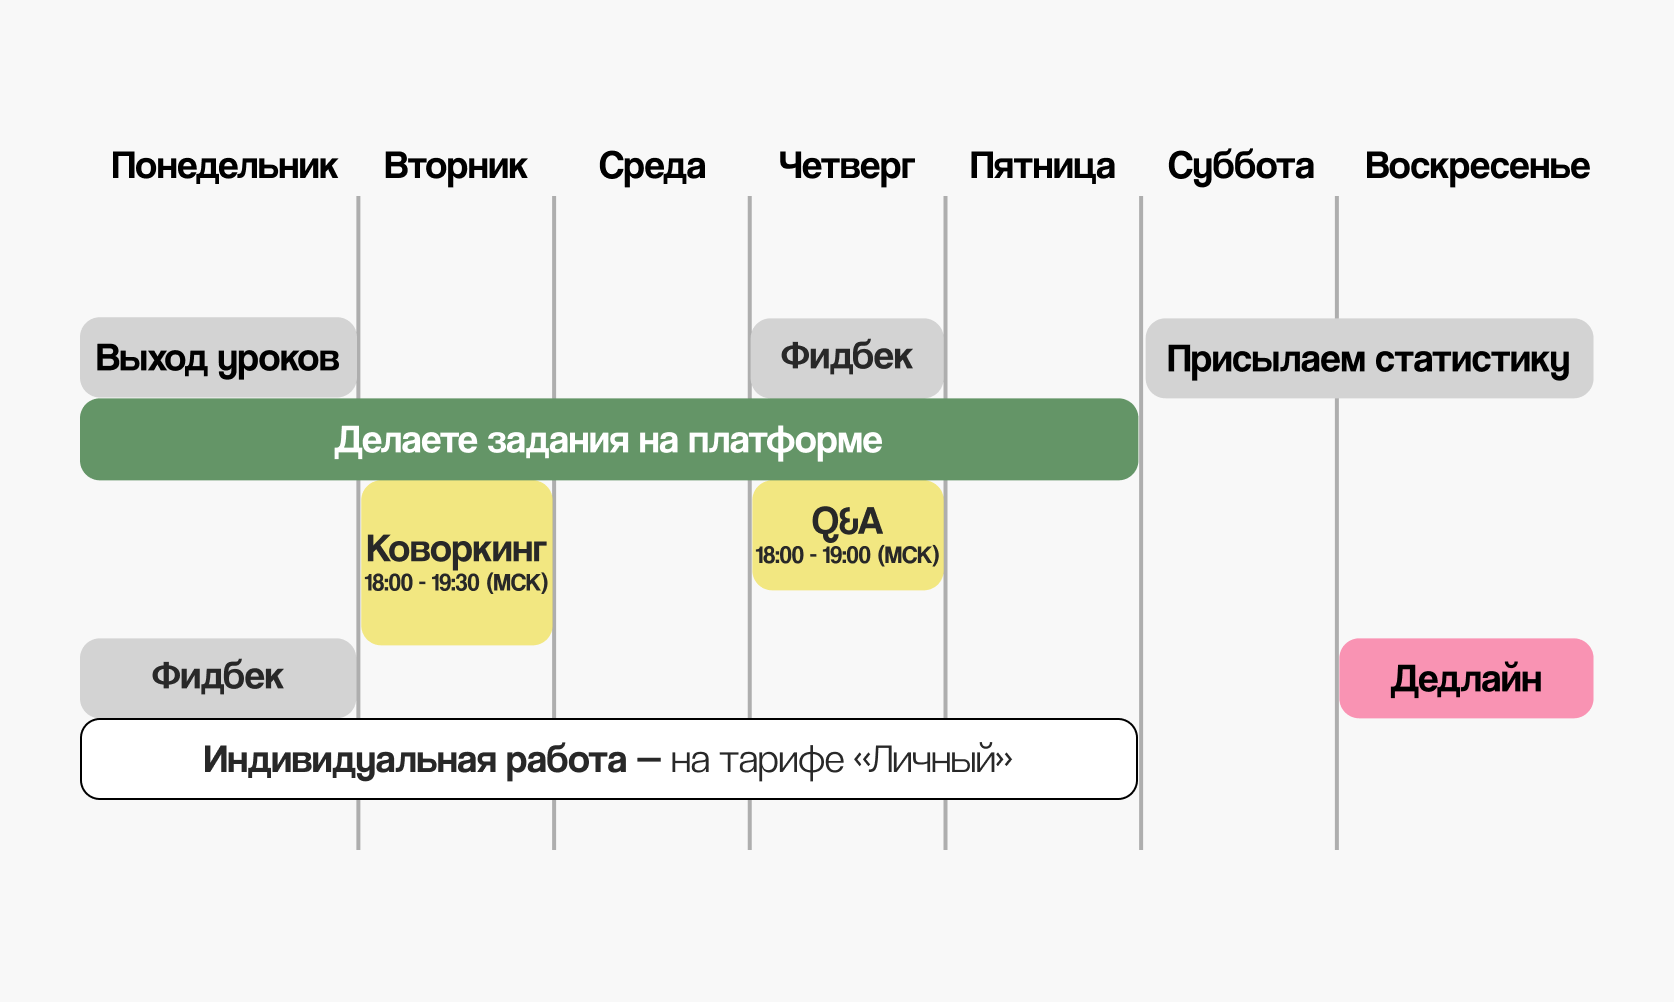 Понедельник
Вторник
Среда
Четверг
Пятница
Суббота
Воскресенье
Выход уроков
Фидбек
Присылаем статистику
Делаете задания на платформе
Коворкинг
18:00 - 19:30 (МСК)
Q&A
18:00 - 19:00 (МСК)
Фидбек
Дедлайн
Индивидуальная работа — на тарифе «Личный»